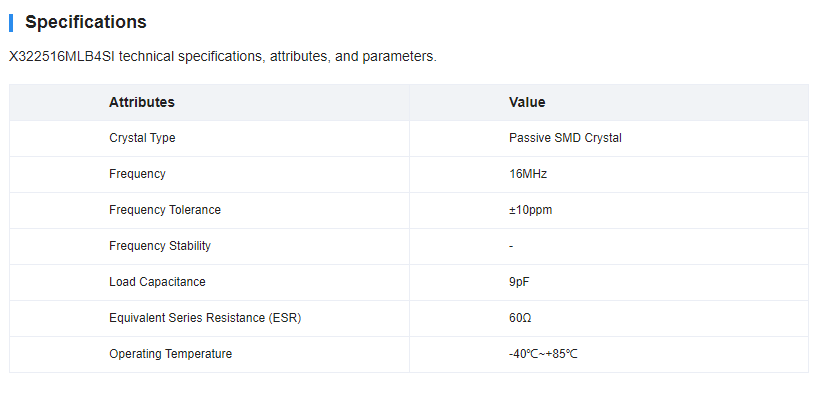 Specifications
X322516MLB4SI technical specifications, attributes, and parameters.
Attributes Value
Crystal Type Passive SMD Crystal
Frequency 16MHz
Frequency Tolerance ±10ppm
Frequency Stability -
Load Capacitance 9pF
Equivalent Series Resistance (ESR) 60Ω
Operating Temperature -40℃~+85℃